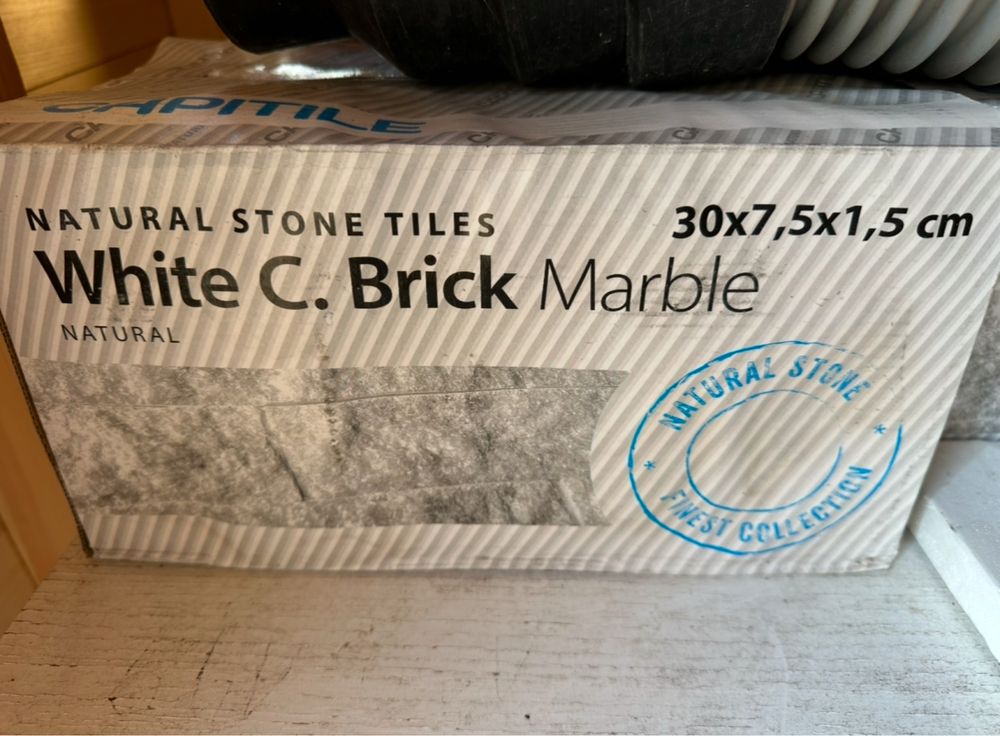 CAPITILE
NATURAL STONE TILES
30x7,5x1,5 cm
White C. Brick Marble
NATURAL
NATURAL STONE
* *
FINEST COLLECTION